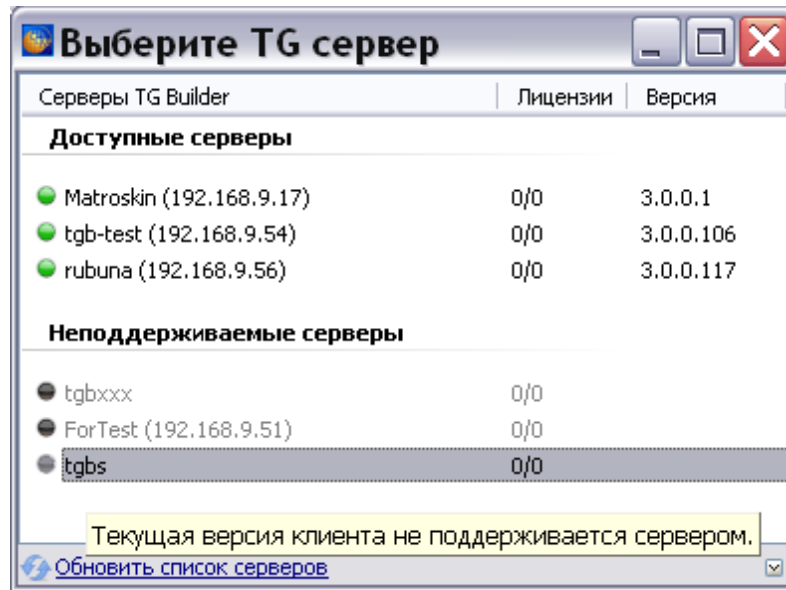 Выберите TG сервер
Серверы TG Builder Лицензии Версия
Доступные серверы
Matroskin (192.168.9.17) 0/0 3.0.0.1
tgb-test (192.168.9.54) 0/0 3.0.0.106
rubuna (192.168.9.56) 0/0 3.0.0.117
Неподдерживаемые серверы
tgbxxx 0/0
ForTest (192.168.9.51) 0/0
tgbs 0/0
Текущая версия клиента не поддерживается сервером.
Обновить список серверов